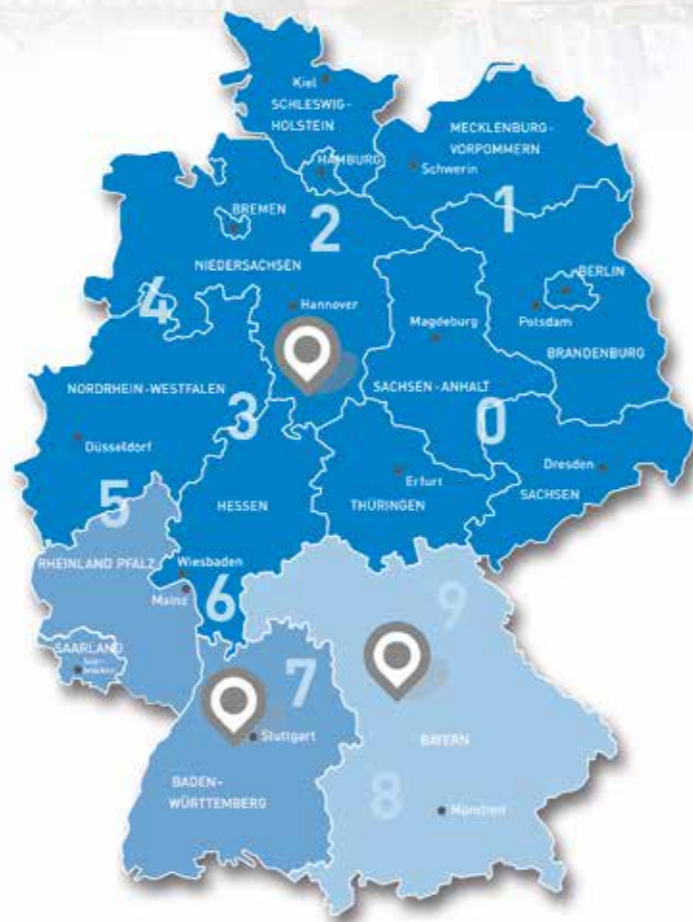 Kiel
SCHLESWIG-
HOLSTEIN
MECKLENBURG-
VORPOMMERN
HAMBURG
Schwerin
1
BREMEN
2
NIEDERSACHSEN
BERLIN
4
Hannover
Potsdam
Magdeburg
BRANDENBURG
NORDRHEIN-WESTFALEN
SACHSEN-ANHALT
3
0
Düsseldorf
Dresden
Erfurt
5
SACHSEN
HESSEN
THÜRINGEN
RHEINLAND PFALZ
Wiesbaden
Mainz
6
9
SAARLAND
7
Stuttgart
BAYERN
BADEN-
WÜRTTEMBERG
8
München